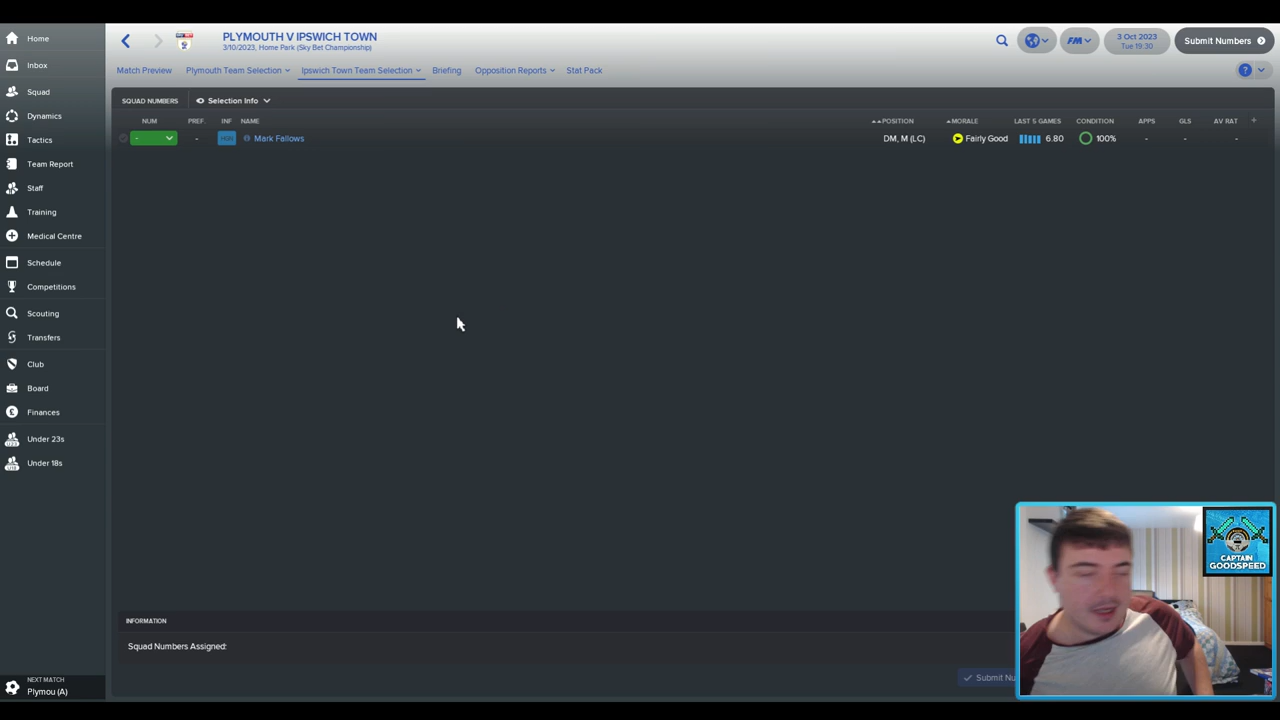 Home
Inbox
Squad
Dynamics
Tactics
Team Report
Staff
Training
Medical Centre
Schedule
Competitions
Scouting
Transfers
Club
Board
Finances
Under 23s
Under 18s
NEXT MATCH
Plymou (A)
PLYMOUTH V IPSWICH TOWN
3/10/2023, Home Park (Sky Bet Championship)
FM
3 Oct 2023
Tue 19:30
Submit Numbers
Match Preview Plymouth Team Selection Ipswich Town Team Selection Briefing Opposition Reports Stat Pack
?
SQUAD NUMBERS Selection Info
NUM PREF. INF NAME POSITION MORALE LAST 5 GAMES CONDITION APPS GLS AV RAT +
- - Mark Fallows DM, M (LC) Fairly Good 6.80 100% - - -
INFORMATION
Squad Numbers Assigned:
Submit Nu
CAPTAIN
GOODSPEED